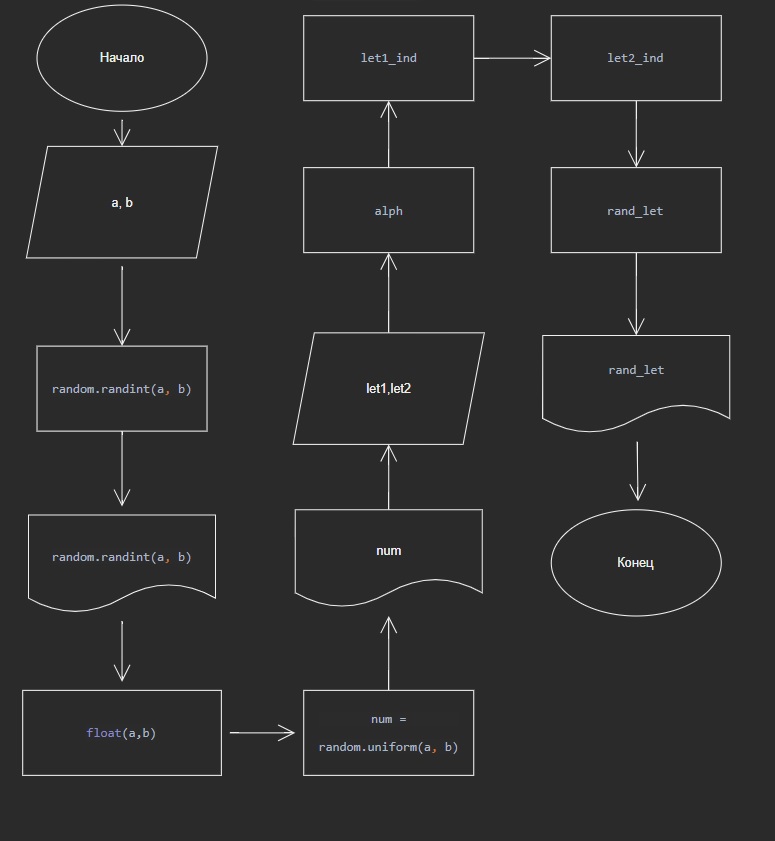 Начало
a, b
random.randint(a, b)
random.randint(a, b)
float(a,b)
num =
random.uniform(a, b)
num
let1,let2
alph
let1_ind
let2_ind
rand_let
rand_let
Конец